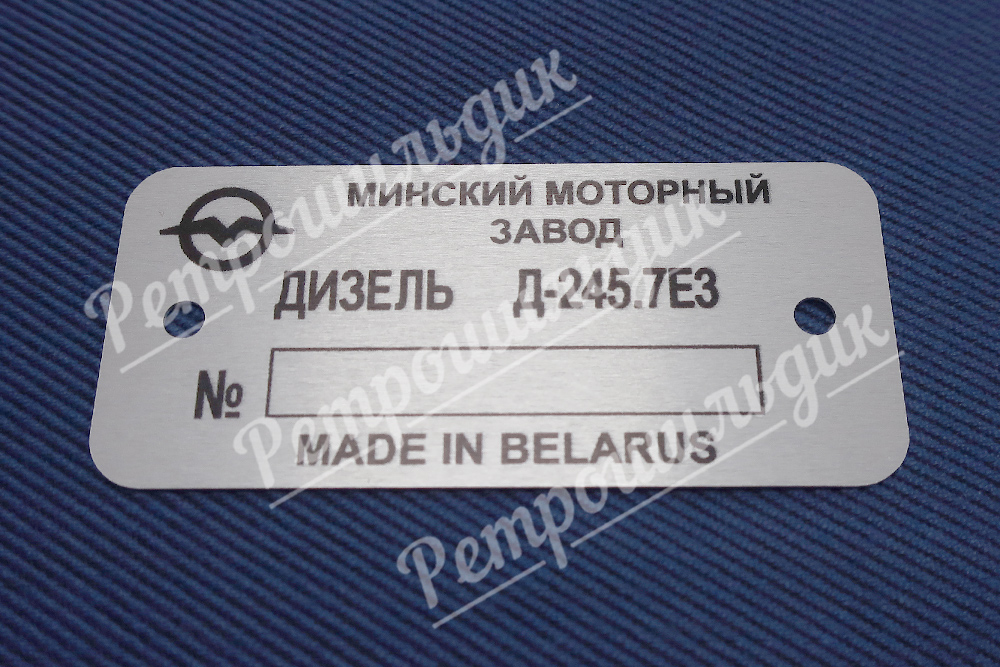 МИНСКИЙ МОТОРНЫЙ
ЗАВОД
ДИЗЕЛЬ Д-245.7Е3
№
MADE IN BELARUS
Ретрошильдик
Ретрошильдик
Ретрошильдик
Ретрошильдик